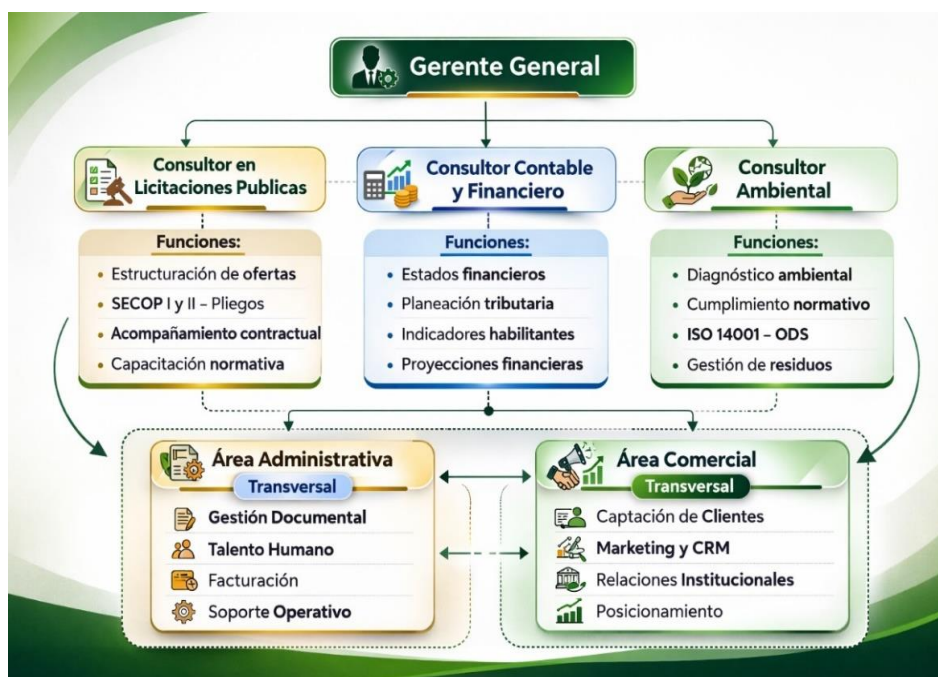 Gerente General
Consultor en
Licitaciones Publicas
Funciones:
• Estructuración de ofertas
• SECOP I y II – Pliegos
• Acompañamiento contractual
• Capacitación normativa
Consultor Contable
y Financiero
Funciones:
• Estados financieros
• Planeación tributaria
• Indicadores habilitantes
• Proyecciones financieras
Consultor
Ambiental
Funciones:
• Diagnóstico ambiental
• Cumplimiento normativo
• ISO 14001 – ODS
• Gestión de residuos
Área Administrativa
Transversal
Gestión Documental
Talento Humano
Facturación
Soporte Operativo
Área Comercial
Transversal
Captación de Clientes
Marketing y CRM
Relaciones Institucionales
Posicionamiento